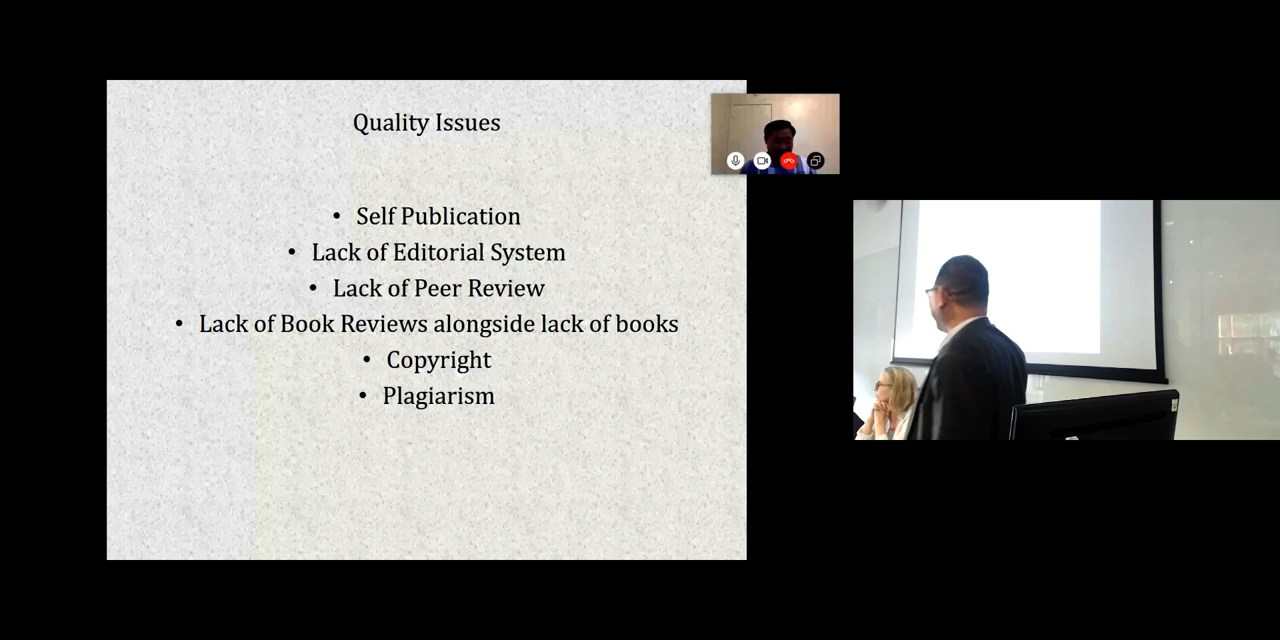 Quality Issues
• Self Publication
• Lack of Editorial System
• Lack of Peer Review
• Lack of Book Reviews alongside lack of books
• Copyright
• Plagiarism